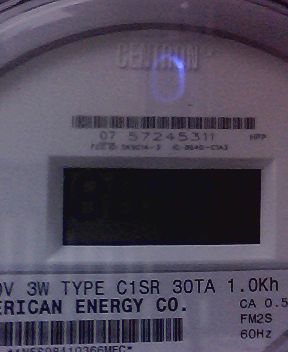 CENTRON
07 57245311
0V 3W TYPE C1SR 30TA 1.0Kh
ERICAN ENERGY CO.
CA 0.5
FM2S
60Hz